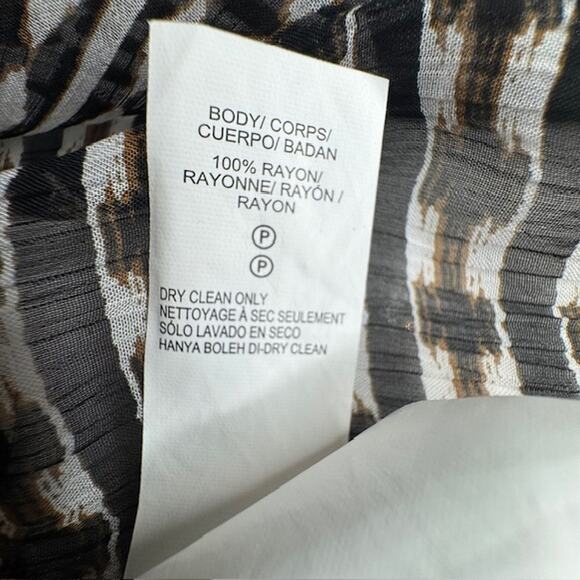 BODY/ CORPS/
CUERPO/ BADAN
100% RAYON/
RAYONNE/ RAYÓN /
RAYON
P
P
DRY CLEAN ONLY
NETTOYAGE À SEC SEULEMENT
SÓLO LAVADO EN SECO
HANYA BOLEH DI-DRY CLEAN